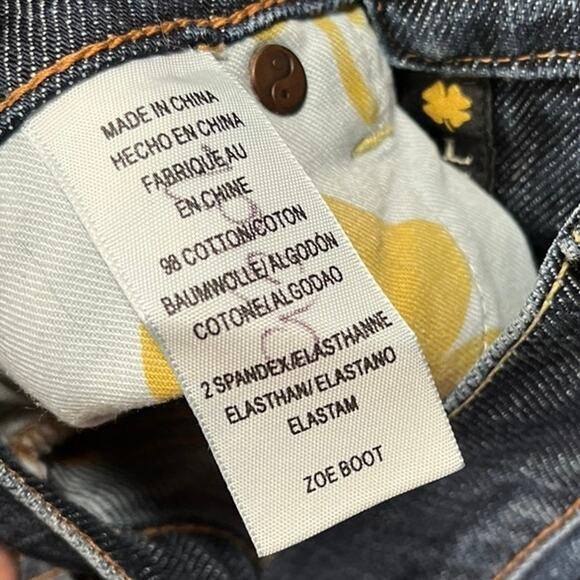 MADE IN CHINA
HECHO EN CHINA
FABRIQUE AU
EN CHINE
98 COTTON/COTON
BAUMWOLLE/ALGODÓN
COTONE/ALGODAO
2 SPANDEX/ELASTHANNE
ELASTHAN/ ELASTANO
ELASTAM
ZOE BOOT
L